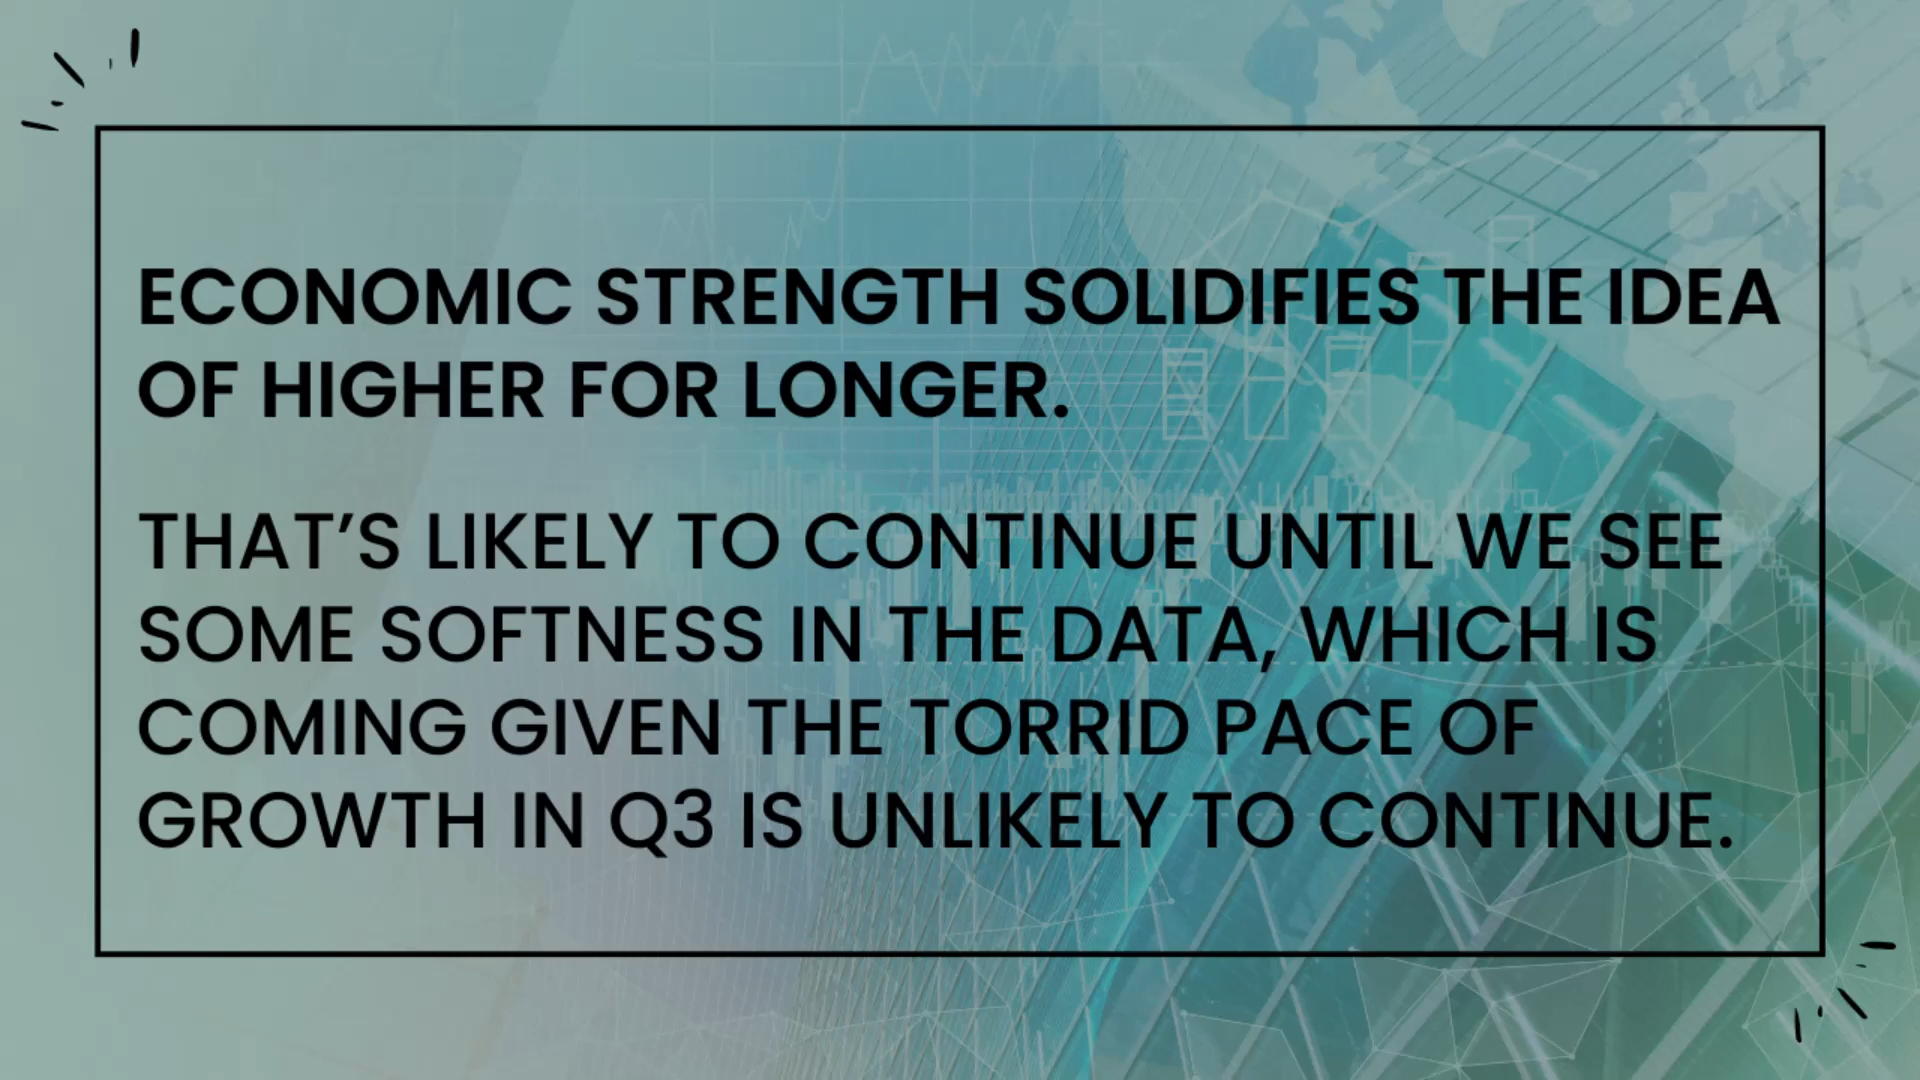 ECONOMIC STRENGTH SOLIDIFIES THE IDEA
OF HIGHER FOR LONGER.
THAT’S LIKELY TO CONTINUE UNTIL WE SEE
SOME SOFTNESS IN THE DATA, WHICH IS
COMING GIVEN THE TORRID PACE OF
GROWTH IN Q3 IS UNLIKELY TO CONTINUE.